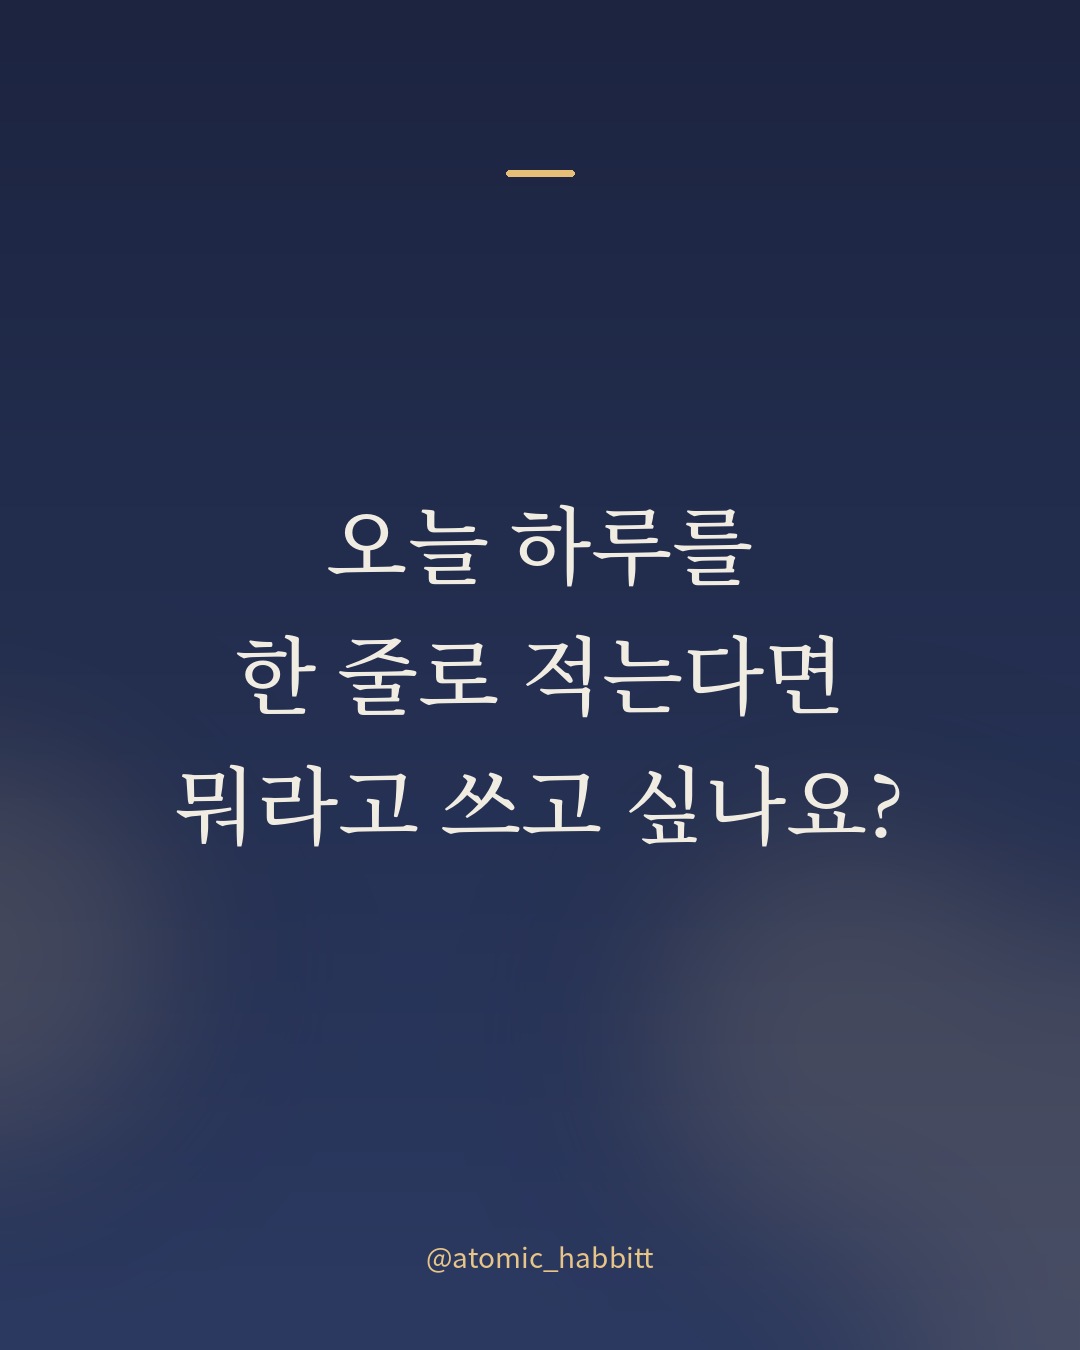 오늘 하루를
한 줄로 적는다면
뭐라고 쓰고 싶나요?
@atomic_habbitt